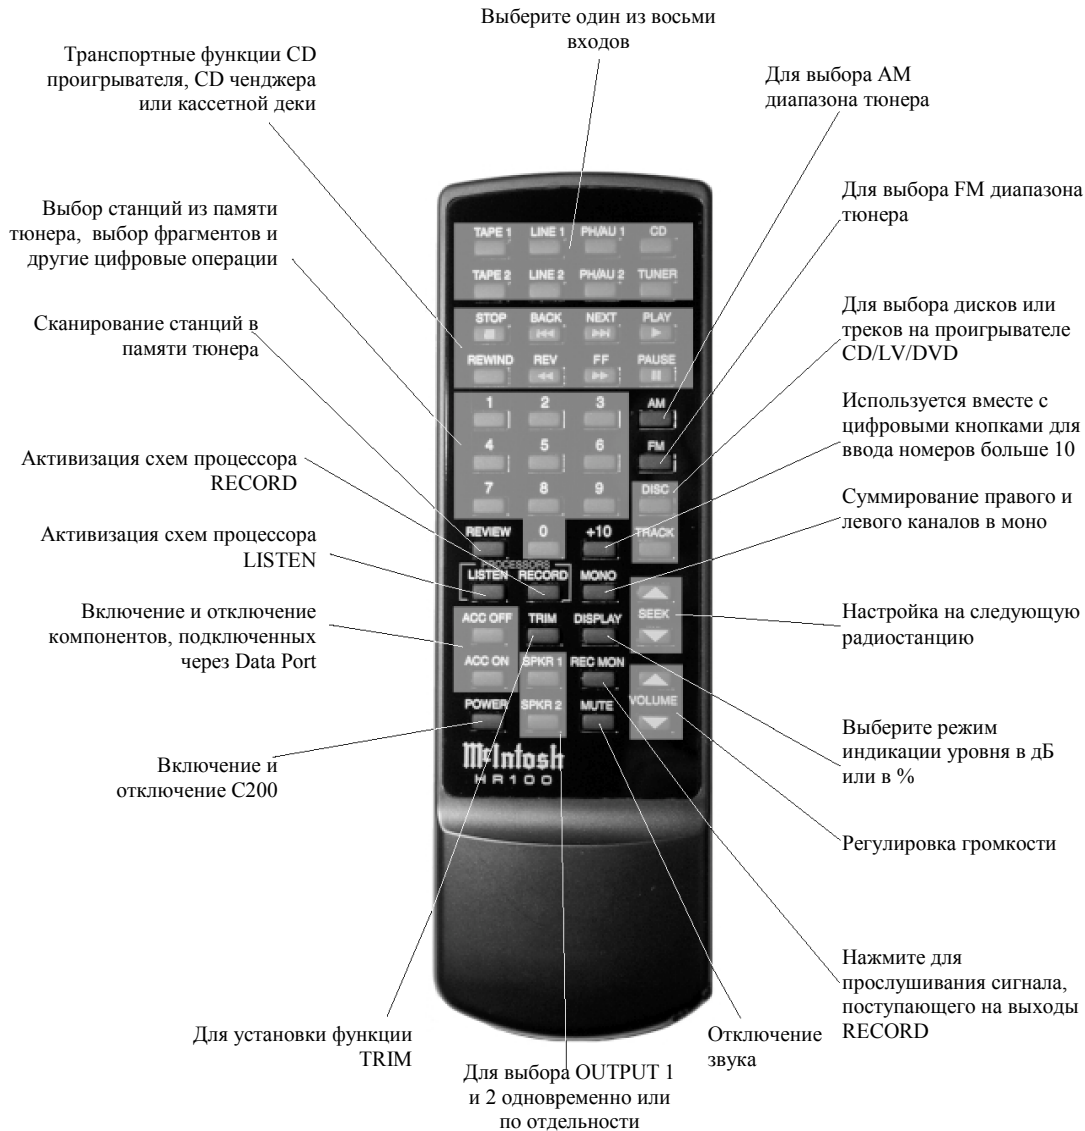 Выберите один из восьми
входов
Транспортные функции CD
проигрывателя, CD ченджера
или кассетной деки
Для выбора AM
диапазона тюнера
Выбор станций из памяти
тюнера, выбор фрагментов и
другие цифровые операции
Для выбора FM диапазона
тюнера
Сканирование станций в
памяти тюнера
Для выбора дисков или
треков на проигрывателе
CD/LV/DVD
Используется вместе с
цифровыми кнопками для
ввода номеров больше 10
Активизация схем процессора
RECORD
Суммирование правого и
левого каналов в моно
Активизация схем процессора
LISTEN
Включение и отключение
компонентов, подключенных
через Data Port
Настройка на следующую
радиостанцию
Включение и
отключение C200
Выберите режим
индикации уровня в дБ
или в %
Регулировка громкости
Нажмите для
прослушивания сигнала,
поступающего на выходы
RECORD
Для установки функции
TRIM
Отключение
звука
Для выбора OUTPUT 1
и 2 одновременно или
по отдельности
TAPE 1 LINE 1 PH/AU 1 CD
TAPE 2 LINE 2 PH/AU 2 TUNER
STOP BACK NEXT PLAY
REWIND REV FF PAUSE
1 2 3 AM
4 5 6 FM
7 8 9 DISC
REVIEW 0 +10 TRACK
PROCESSORS
LISTEN RECORD MONO
ACC OFF TRIM DISPLAY SEEK
ACC ON SPKR 1 REC MON
POWER SPKR 2 MUTE VOLUME
McIntosh
HR100